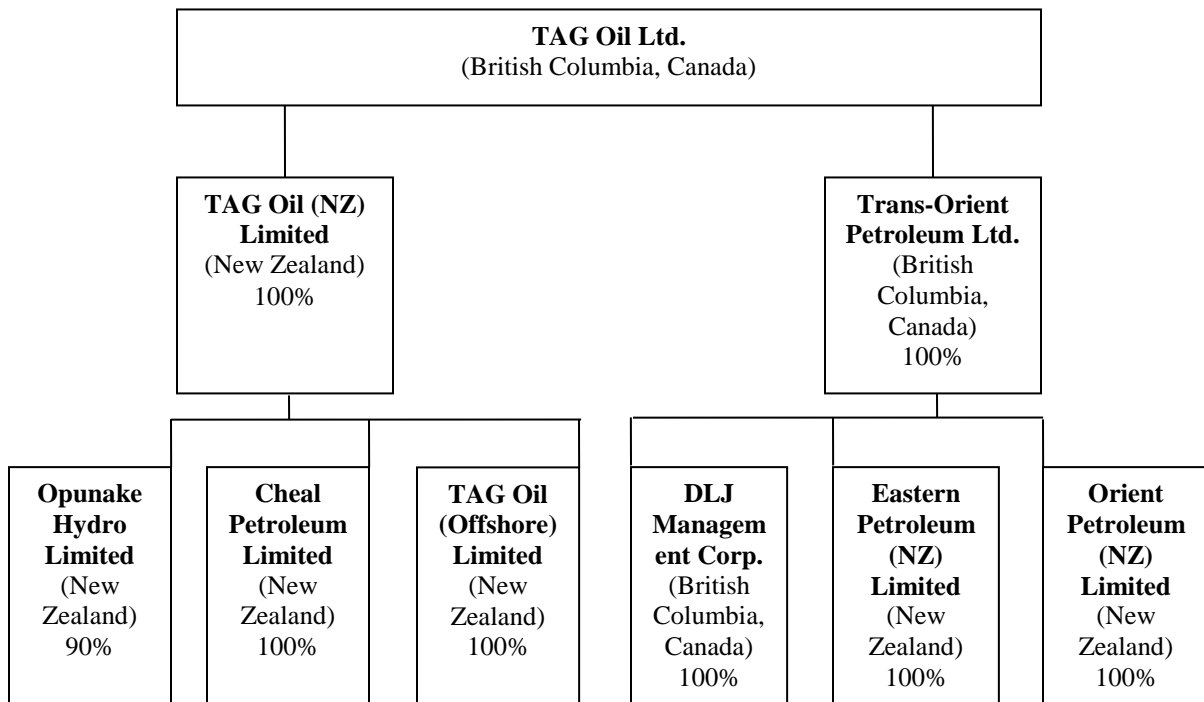 TAG Oil Ltd.
(British Columbia, Canada)
TAG Oil (NZ)
Limited
(New Zealand)
100%
Trans-Orient
Petroleum Ltd.
(British
Columbia,
Canada)
100%
Opunake
Hydro
Limited
(New
Zealand)
90%
Cheal
Petroleum
Limited
(New
Zealand)
100%
TAG Oil
(Offshore)
Limited
(New
Zealand)
100%
DLJ
Managem
ent Corp.
(British
Columbia,
Canada)
100%
Eastern
Petroleum
(NZ)
Limited
(New
Zealand)
100%
Orient
Petroleum
(NZ)
Limited
(New
Zealand)
100%